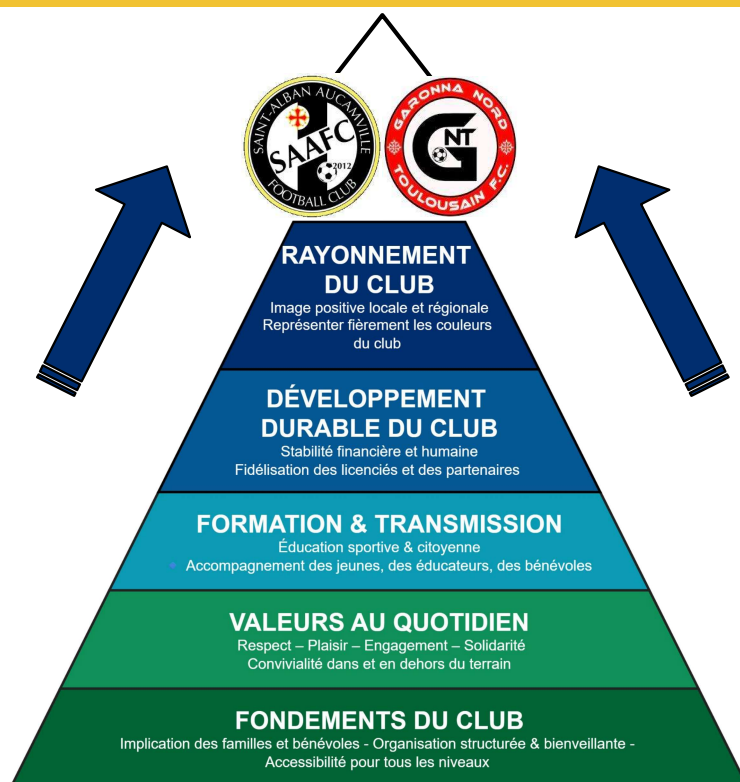 SAINT-ALBAN AUCAMVILLE
SAAFC
2012
FOOTBALL CLUB
GARONNA NORD
GNT
TOULOUSAIN F.C.
RAYONNEMENT
DU CLUB
Image positive locale et régionale
Représenter fièrement les couleurs
du club
DÉVELOPPEMENT
DURABLE DU CLUB
Stabilité financière et humaine
Fidélisation des licenciés et des partenaires
FORMATION & TRANSMISSION
Éducation sportive & citoyenne
Accompagnement des jeunes, des éducateurs, des bénévoles
VALEURS AU QUOTIDIEN
Respect – Plaisir – Engagement – Solidarité
Convivialité dans et en dehors du terrain
FONDEMENTS DU CLUB
Implication des familles et bénévoles - Organisation structurée & bienveillante -
Accessibilité pour tous les niveaux